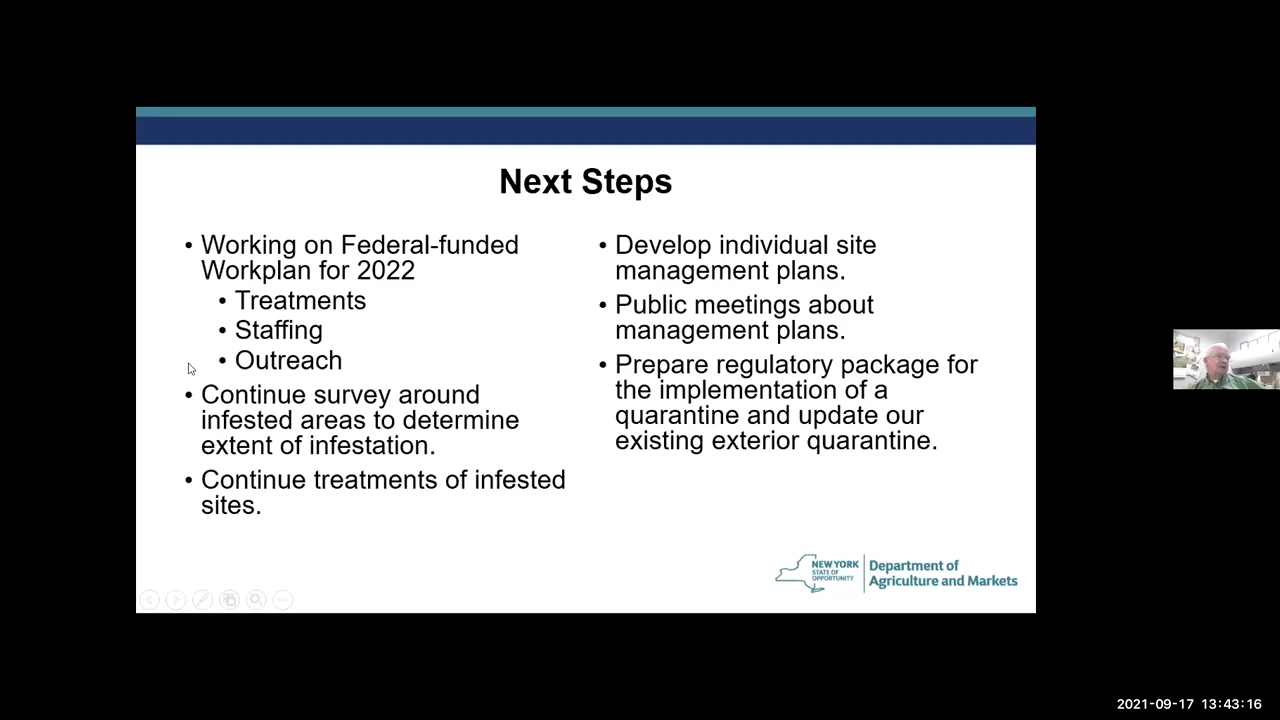 Next Steps
• Working on Federal-funded
Workplan for 2022
• Treatments
• Staffing
• Outreach
• Continue survey around
infested areas to determine
extent of infestation.
• Continue treatments of infested
sites.
• Develop individual site
management plans.
• Public meetings about
management plans.
• Prepare regulatory package for
the implementation of a
quarantine and update our
existing exterior quarantine.
NEW YORK
STATE OF
OPPORTUNITY
Department of
Agriculture and Markets
2021-09-17 13:43:16